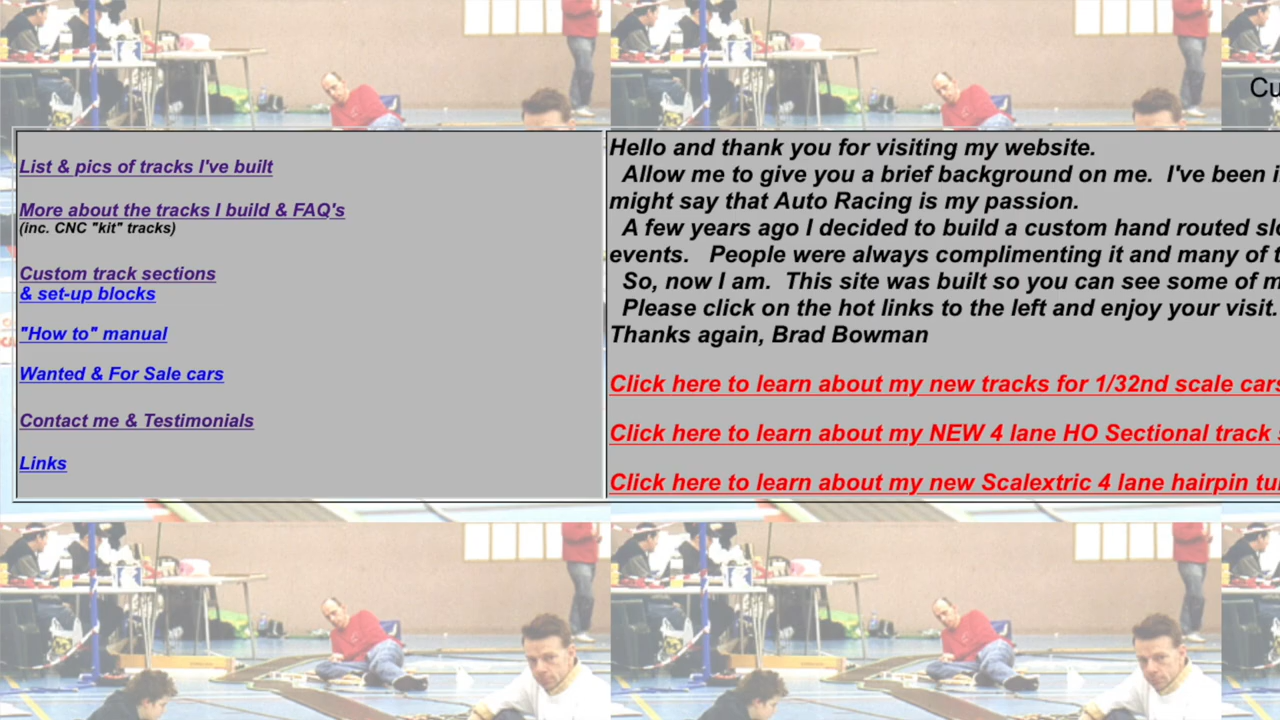 Cu
List & pics of tracks I've built
More about the tracks I build & FAQ's
(inc. CNC "kit" tracks)
Custom track sections
& set-up blocks
"How to" manual
Wanted & For Sale cars
Contact me & Testimonials
Links
Hello and thank you for visiting my website.
Allow me to give you a brief background on me. I've been i
might say that Auto Racing is my passion.
A few years ago I decided to build a custom hand routed slo
events. People were always complimenting it and many of t
So, now I am. This site was built so you can see some of m
Please click on the hot links to the left and enjoy your visit.
Thanks again, Brad Bowman
Click here to learn about my new tracks for 1/32nd scale cars
Click here to learn about my NEW 4 lane HO Sectional track s
Click here to learn about my new Scalextric 4 lane hairpin tu